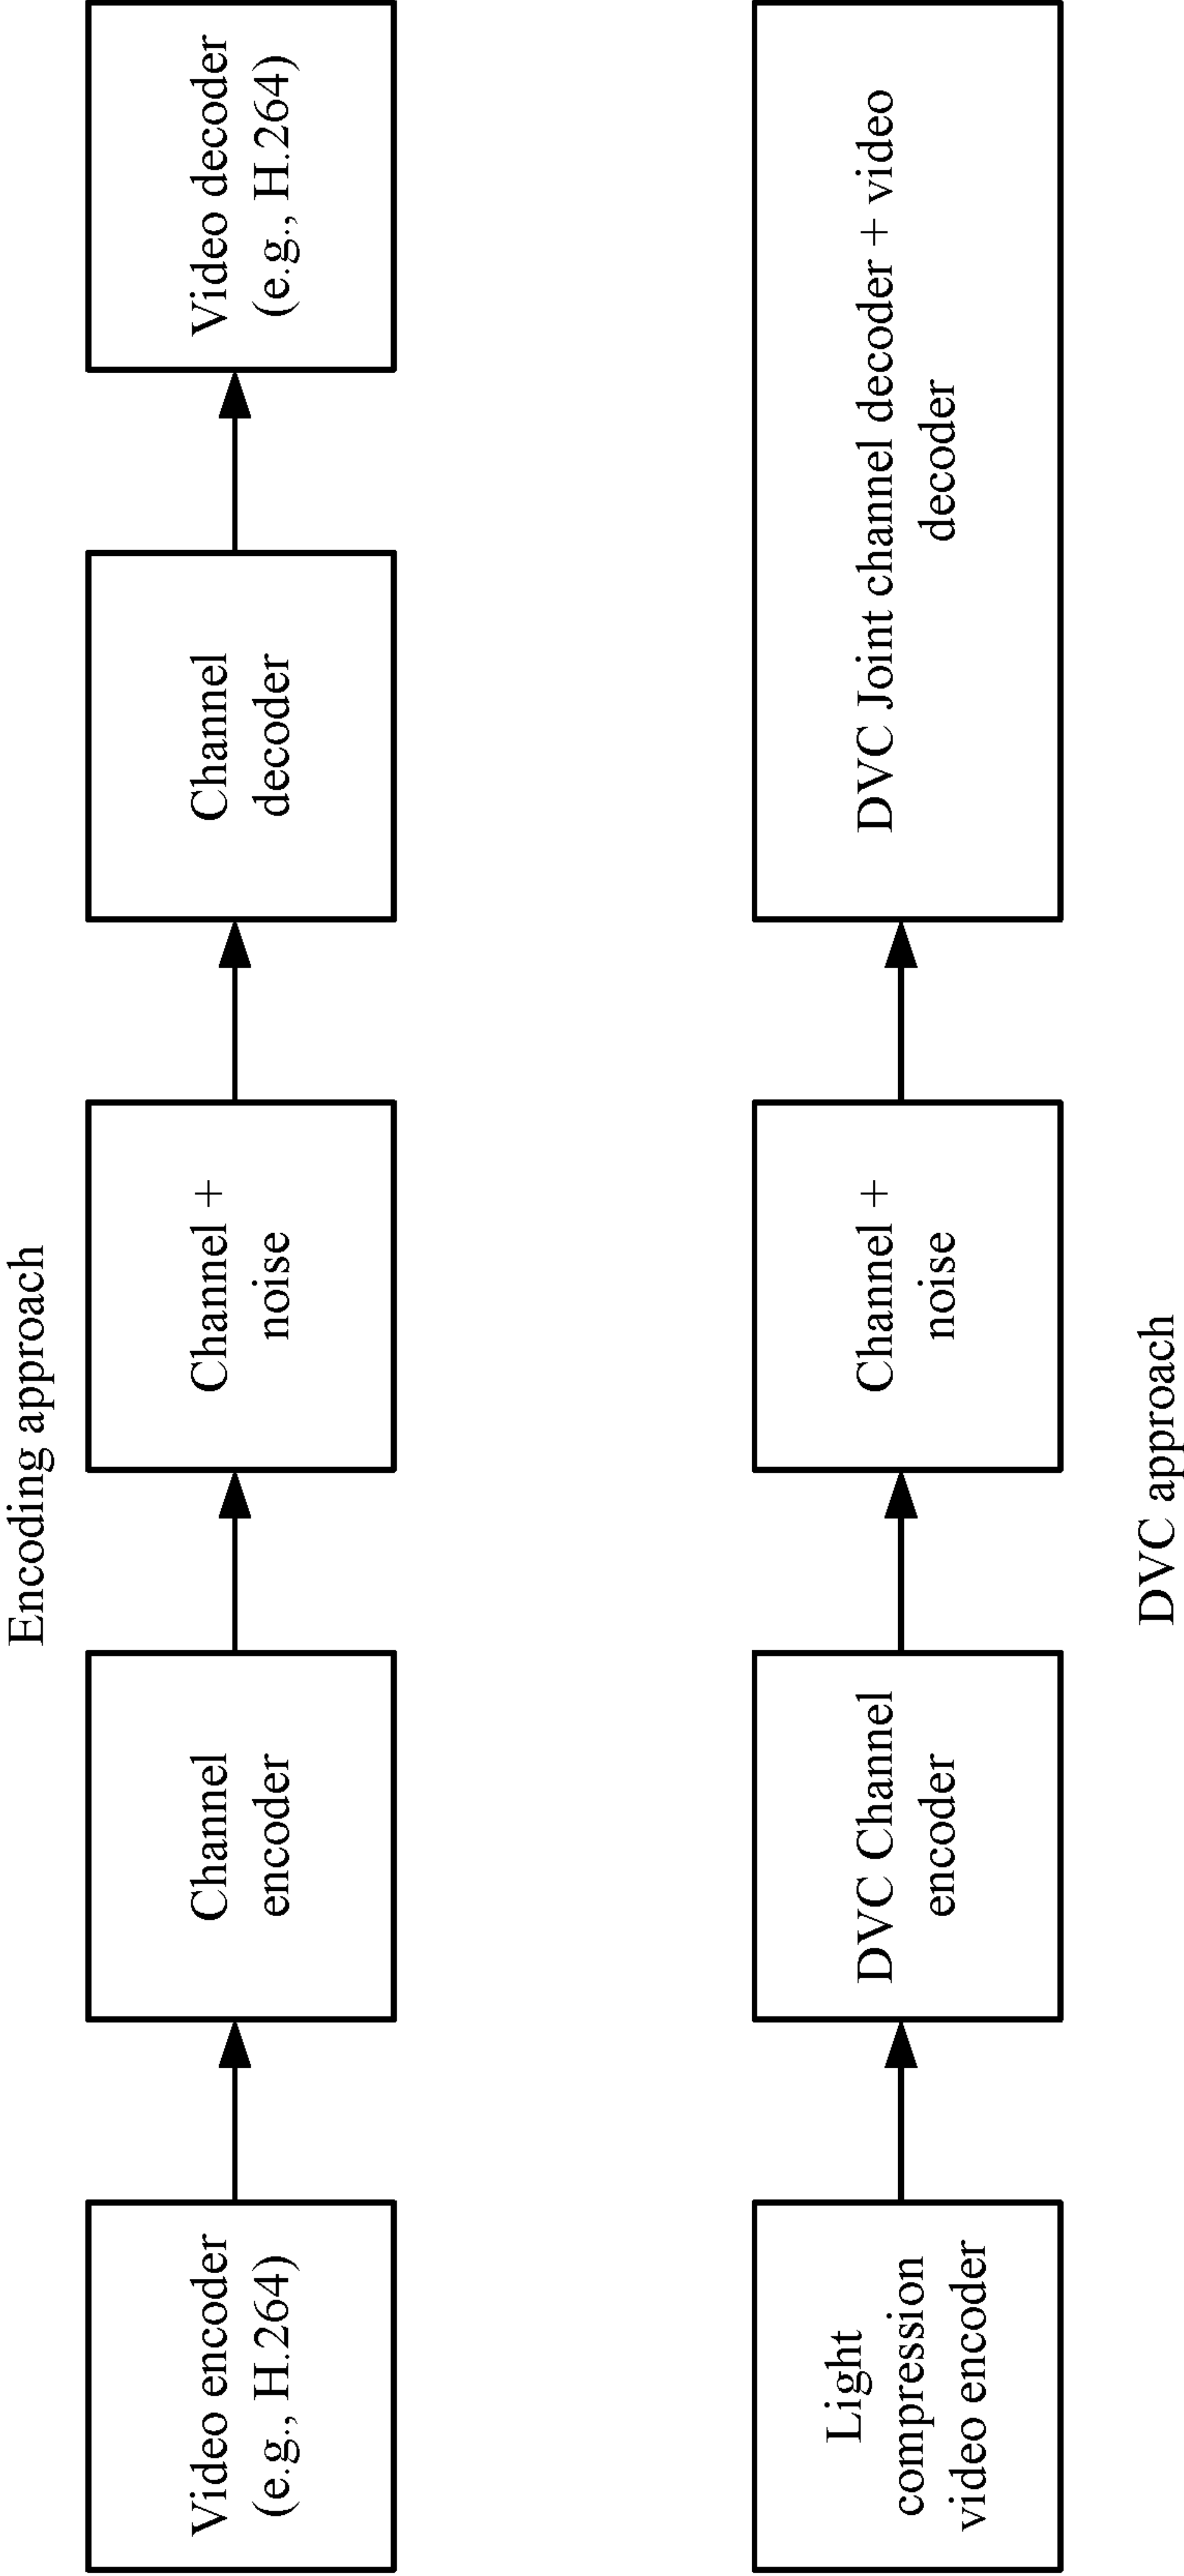 Encoding approach
Video encoder
(e.g., H.264)
Channel
encoder
Channel +
noise
Channel
decoder
Video decoder
(e.g., H.264)
Light
compression
video encoder
DVC Channel
encoder
Channel +
noise
DVC Joint channel decoder + video
decoder
DVC approach